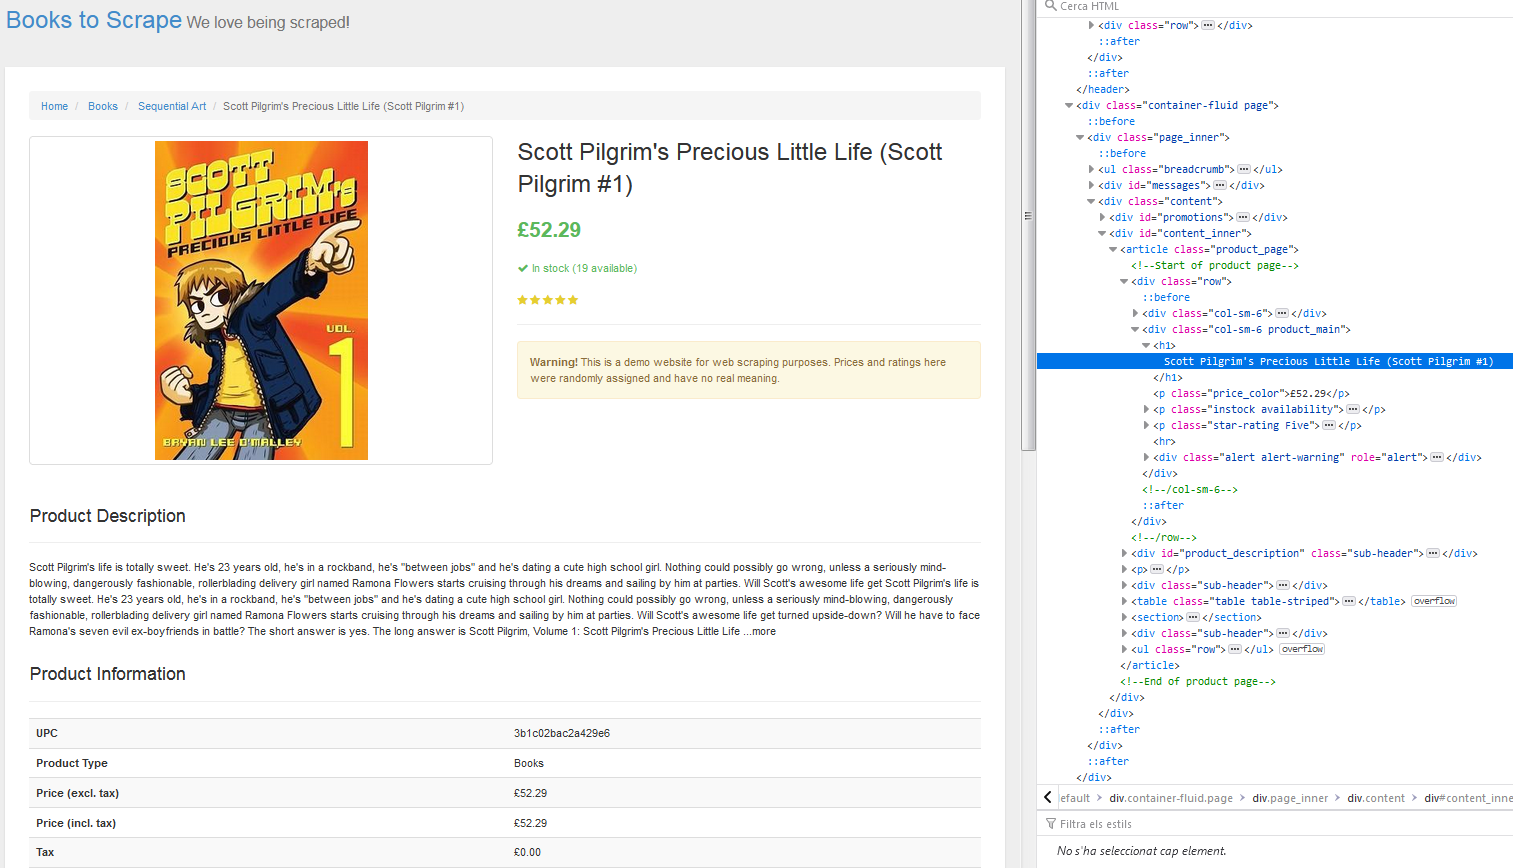 Books to Scrape We love being scraped!
Home / Books / Sequential Art / Scott Pilgrim's Precious Little Life (Scott Pilgrim #1)
SCOTT
PILGRIM'S
PRECIOUS LITTLE LIFE
VOL.
1
BRYAN LEE O'MALLEY
Scott Pilgrim's Precious Little Life (Scott
Pilgrim #1)
£52.29
In stock (19 available)
Warning! This is a demo website for web scraping purposes. Prices and ratings here
were randomly assigned and have no real meaning.
Product Description
Scott Pilgrim's life is totally sweet. He's 23 years old, he's in a rockband, he's "between jobs" and he's dating a cute high school girl. Nothing could possibly go wrong, unless a seriously mind-
blowing, dangerously fashionable, rollerblading delivery girl named Ramona Flowers starts cruising through his dreams and sailing by him at parties. Will Scott's awesome life get Scott Pilgrim's life is
totally sweet. He's 23 years old, he's in a rockband, he's "between jobs" and he's dating a cute high school girl. Nothing could possibly go wrong, unless a seriously mind-blowing, dangerously
fashionable, rollerblading delivery girl named Ramona Flowers starts cruising through his dreams and sailing by him at parties. Will Scott's awesome life get turned upside-down? Will he have to face
Ramona's seven evil ex-boyfriends in battle? The short answer is yes. The long answer is Scott Pilgrim, Volume 1: Scott Pilgrim's Precious Little Life ...more
Product Information
UPC 3b1c02bac2a429e6
Product Type Books
Price (excl. tax) £52.29
Price (incl. tax) £52.29
Tax £0.00
Cerca HTML
<div class="row"> ••• </div>
::after
</div>
::after
</header>
<div class="container-fluid page">
::before
<div class="page_inner">
::before
<ul class="breadcrumb"> ••• </ul>
<div id="messages"> ••• </div>
<div class="content">
<div id="promotions"> ••• </div>
<div id="content_inner">
<article class="product_page">
<!--Start of product page-->
<div class="row">
::before
<div class="col-sm-6"> ••• </div>
<div class="col-sm-6 product_main">
<h1>
Scott Pilgrim's Precious Little Life (Scott Pilgrim #1)
</h1>
<p class="price_color">£52.29</p>
<p class="instock availability"> ••• </p>
<p class="star-rating Five"> ••• </p>
<hr>
<div class="alert alert-warning" role="alert"> ••• </div>
</div>
<!--/col-sm-6-->
::after
</div>
<!--/row-->
<div id="product_description" class="sub-header"> ••• </div>
<p> ••• </p>
<div class="sub-header"> ••• </div>
<table class="table table-striped"> ••• </table> overflow
<section> ••• </section>
<div class="sub-header"> ••• </div>
<ul class="row"> ••• </ul> overflow
</article>
<!--End of product page-->
</div>
</div>
::after
</div>
::after
</div>
efault > div.container-fluid.page > div.page_inner > div.content > div#content_inne
Filtra els estils
No s'ha seleccionat cap element.